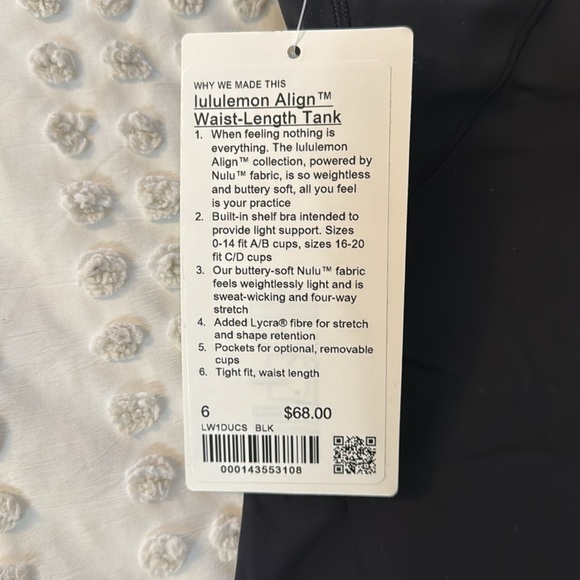 WHY WE MADE THIS
lululemon Align™
Waist-Length Tank
1. When feeling nothing is
everything. The lululemon
Align™ collection, powered by
Nulu™ fabric, is so weightless
and buttery soft, all you feel
is your practice
2. Built-in shelf bra intended to
provide light support. Sizes
0-14 fit A/B cups, sizes 16-20
fit C/D cups
3. Our buttery-soft Nulu™ fabric
feels weightlessly light and is
sweat-wicking and four-way
stretch
4. Added Lycra® fibre for stretch
and shape retention
5. Pockets for optional, removable
cups
6. Tight fit, waist length
6 $68.00
LW1DUCS BLK
000143553108